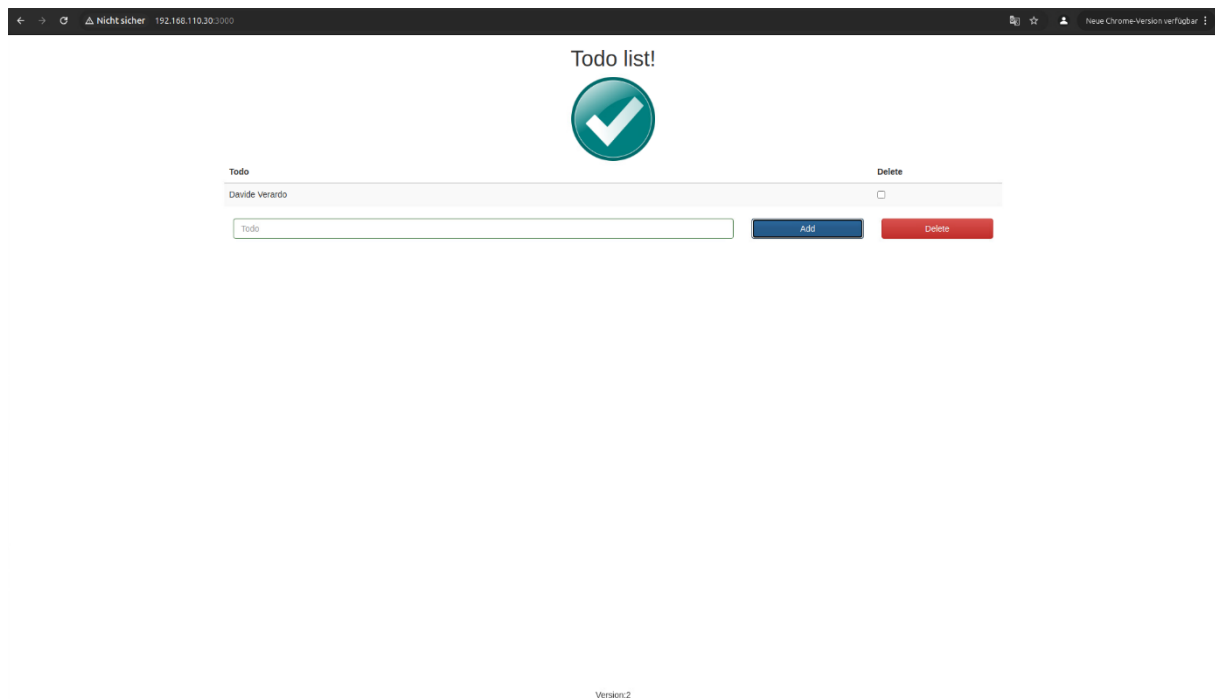 Nicht sicher 192.168.110.30:3000 Neue Chrome-Version verfügbar
Todo list!
Todo Delete
Davide Verardo
Todo Add Delete
Version:2